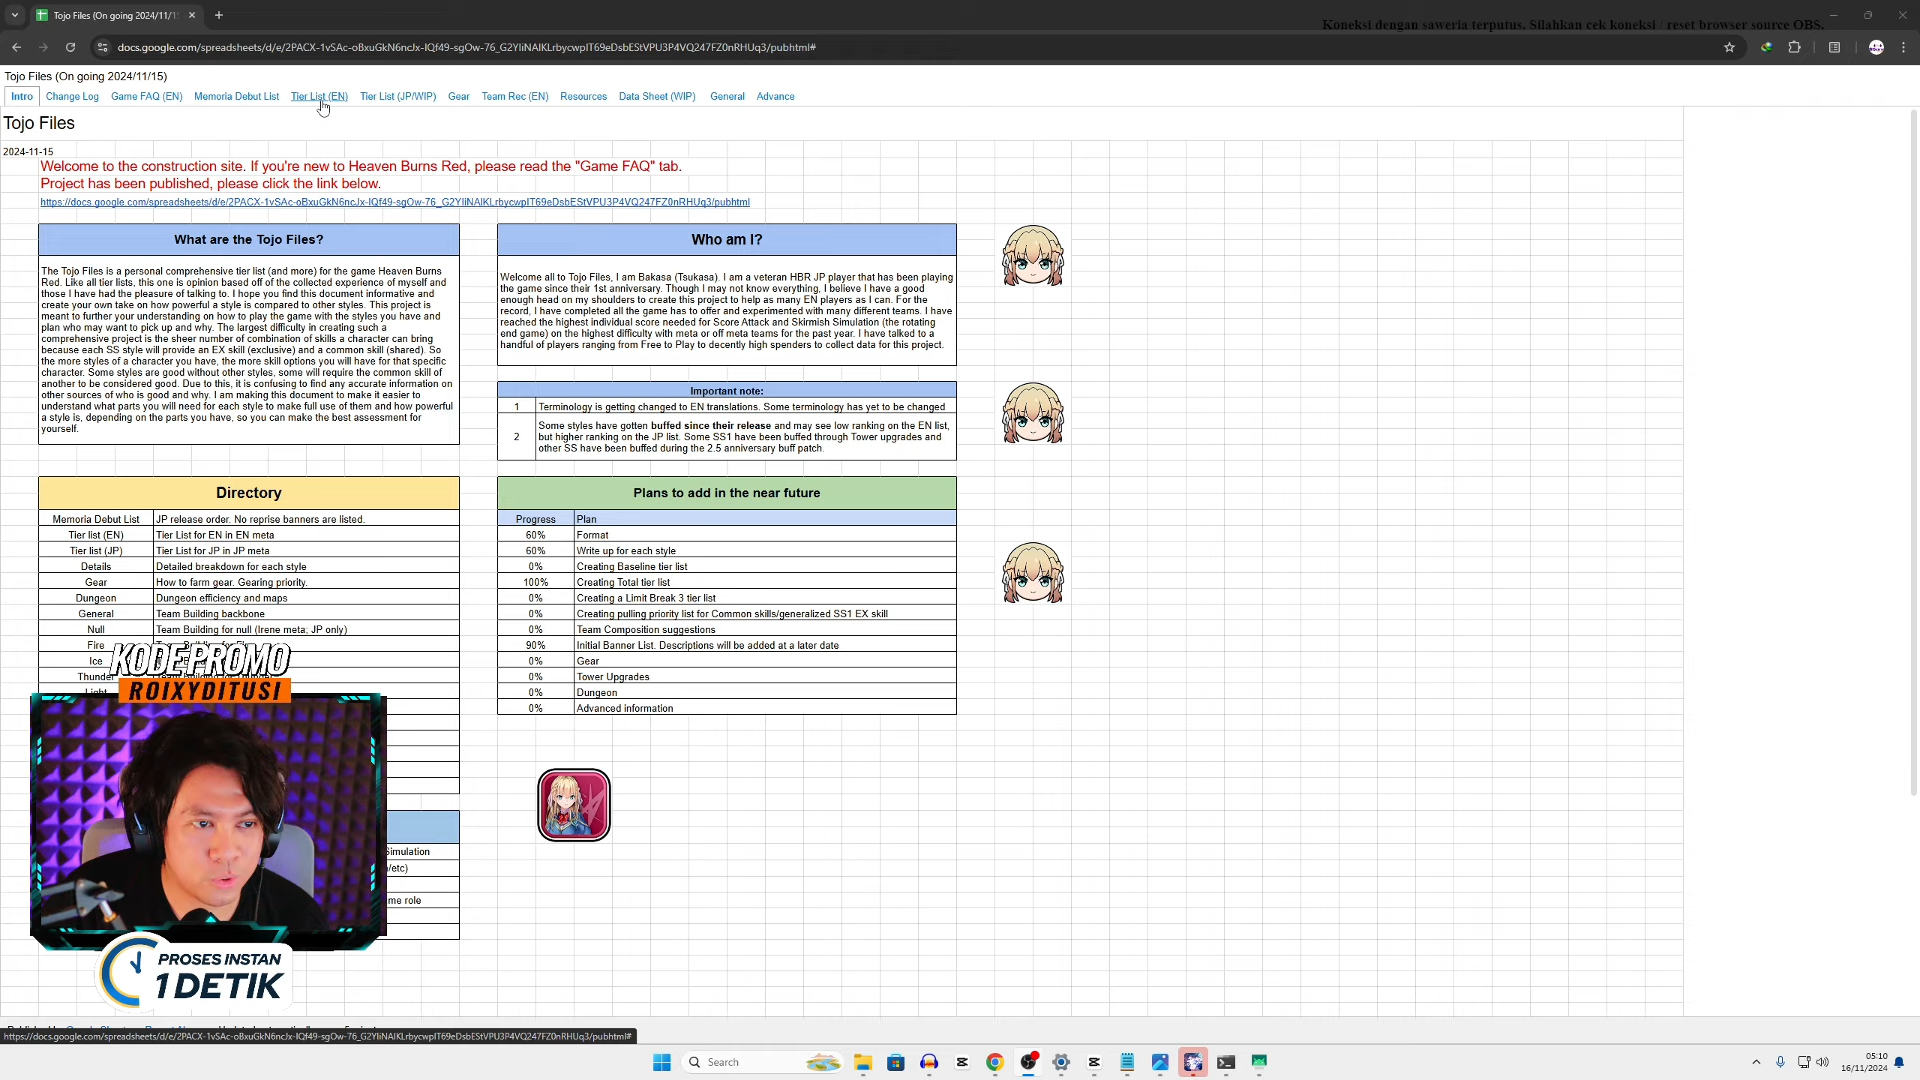 Tojo Files (On going 2024/11/1
Koneksi dengan saweria terputus. Silahkan cek koneksi / reset browser source OBS.
docs.google.com/spreadsheets/d/e/2PACX-1vSAc-oBxuGkN6ncJx-IQf49-sgOw-76_G2YIiNAIKLrbycwpIT69eDsbEStVPU3P4VQ247FZ0nRHUq3/pubhtml#
Tojo Files (On going 2024/11/15)
Intro Change Log Game FAQ (EN) Memoria Debut List Tier List (EN) Tier List (JP/WIP) Gear Team Rec (EN) Resources Data Sheet (WIP) General Advance
Tojo Files
2024-11-15
Welcome to the construction site. If you're new to Heaven Burns Red, please read the "Game FAQ" tab.
Project has been published, please click the link below.
https://docs.google.com/spreadsheets/d/e/2PACX-1vSAc-oBxuGkN6ncJx-IQf49-sgOw-76_G2YIiNAIKLrbycwpIT69eDsbEStVPU3P4VQ247FZ0nRHUq3/pubhtml
What are the Tojo Files?
The Tojo Files is a personal comprehensive tier list (and more) for the game Heaven Burns
Red. Like all tier lists, this one is opinion based off of the collected experience of myself and
those I have had the pleasure of talking to. I hope you find this document informative and
create your own take on how powerful a style is compared to other styles. This project is
meant to further your understanding on how to play the game with the styles you have and
plan who may want to pick up and why. The largest difficulty in creating such a
comprehensive project is the sheer number of combination of skills a character can bring
because each SS style will provide an EX skill (exclusive) and a common skill (shared). So
the more styles of a character you have, the more skill options you will have for that specific
character. Some styles are good without other styles, some will require the common skill of
another to be considered good. Due to this, it is confusing to find any accurate information on
other sources of who is good and why. I am making this document to make it easier to
understand what parts you will need for each style to make full use of them and how powerful
a style is, depending on the parts you have, so you can make the best assessment for
yourself.
Who am I?
Welcome all to Tojo Files, I am Bakasa (Tsukasa). I am a veteran HBR JP player that has been playing
the game since their 1st anniversary. Though I may not know everything, I believe I have a good
enough head on my shoulders to create this project to help as many EN players as I can. For the
record, I have completed all the game has to offer and experimented with many different teams. I have
reached the highest individual score needed for Score Attack and Skirmish Simulation (the rotating
end game) on the highest difficulty with meta or off meta teams for the past year. I have talked to a
handful of players ranging from Free to Play to decently high spenders to collect data for this project.
Important note:
1 Terminology is getting changed to EN translations. Some terminology has yet to be changed
2 Some styles have gotten buffed since their release and may see low ranking on the EN list,
but higher ranking on the JP list. Some SS1 have been buffed through Tower upgrades and
other SS have been buffed during the 2.5 anniversary buff patch.
Directory
Memoria Debut List JP release order. No reprise banners are listed.
Tier list (EN) Tier List for EN in EN meta
Tier list (JP) Tier List for JP in JP meta
Details Detailed breakdown for each style
Gear How to farm gear. Gearing priority.
Dungeon Dungeon efficiency and maps
General Team Building backbone
Null Team Building for null (Irene meta; JP only)
Fire
Ice
Thunder
Light
Simulation
/etc)
me role
Plans to add in the near future
Progress Plan
60% Format
60% Write up for each style
0% Creating Baseline tier list
100% Creating Total tier list
0% Creating a Limit Break 3 tier list
0% Creating pulling priority list for Common skills/generalized SS1 EX skill
0% Team Composition suggestions
90% Initial Banner List. Descriptions will be added at a later date
0% Gear
0% Tower Upgrades
0% Dungeon
0% Advanced information
KODE PROMO
ROIXYDITUSI
PROSES INSTAN
1 DETIK
https://docs.google.com/spreadsheets/d/e/2PACX-1vSAc-oBxuGkN6ncJx-IQf49-sgOw-76_G2YIiNAIKLrbycwpIT69eDsbEStVPU3P4VQ247FZ0nRHUq3/pubhtml#
Search
05:10
16/11/2024